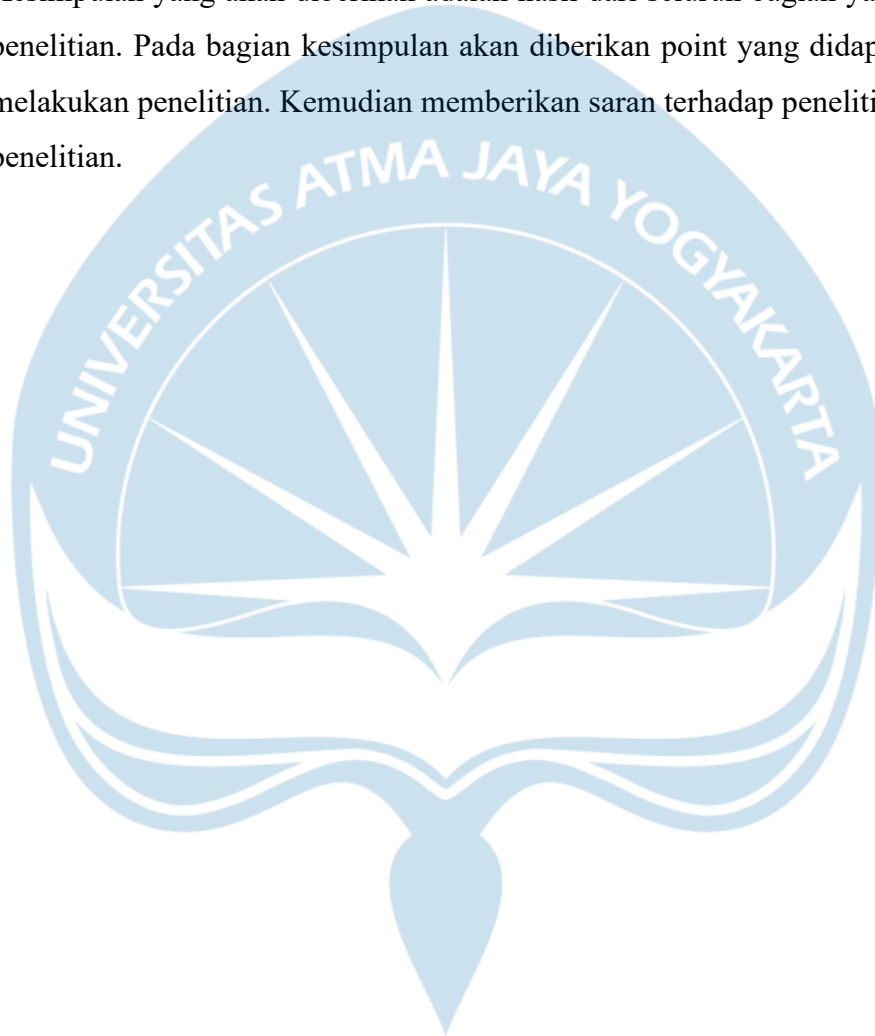 penelitian. Pada bagian kesimpulan akan diberikan point yang didap
melakukan penelitian. Kemudian memberikan saran terhadap peneliti
penelitian.
UNIVERSITAS ATMA JAYA YOGYAKARTA